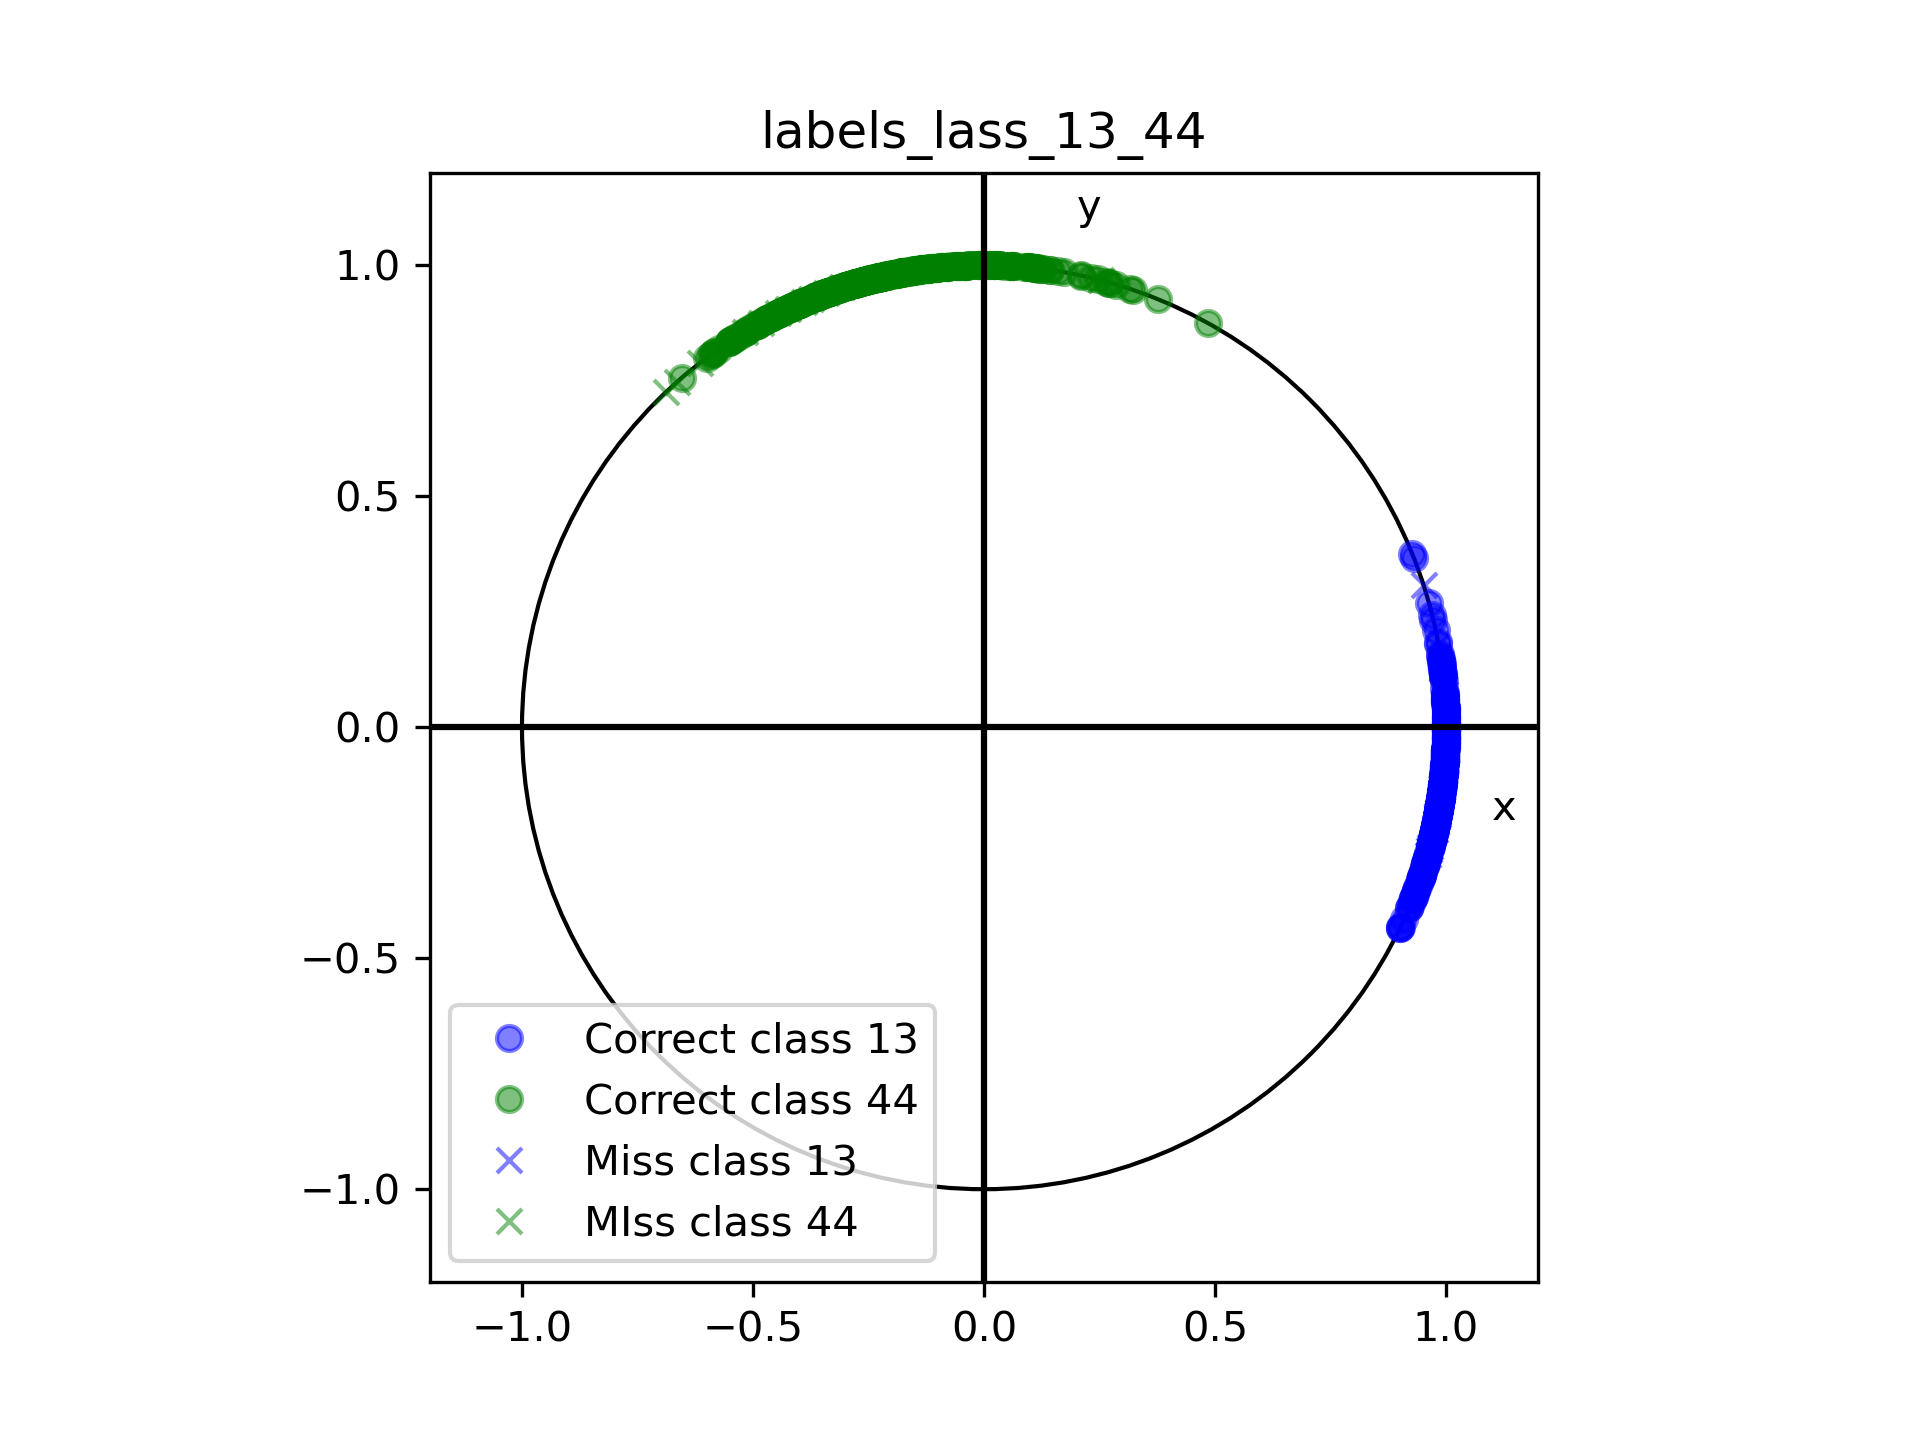 labels_lass_13_44
y
1.0
0.5
0.0
x
−0.5
−1.0
Correct class 13
Correct class 44
Miss class 13
MIss class 44
−1.0 −0.5 0.0 0.5 1.0